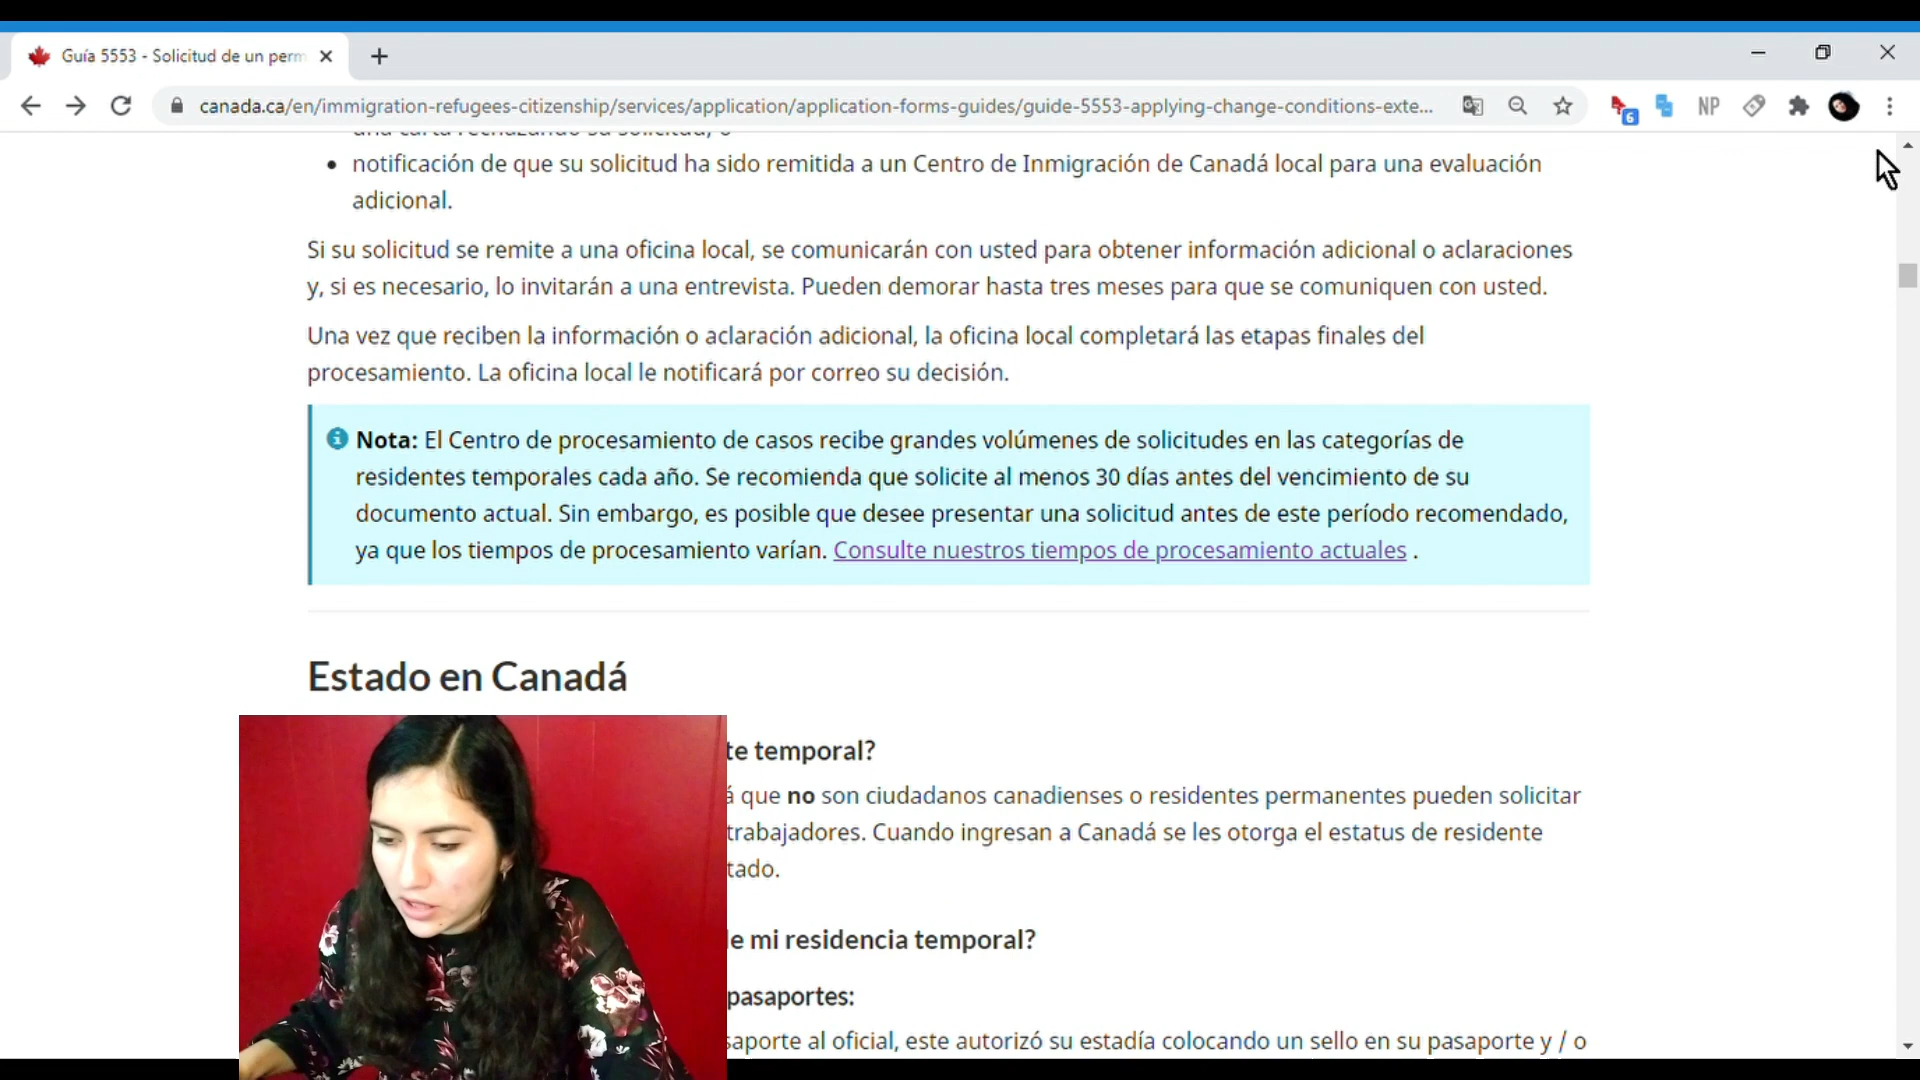 Guía 5553 - Solicitud de un perm
canada.ca/en/immigration-refugees-citizenship/services/application/application-forms-guides/guide-5553-applying-change-conditions-exte...
NP
6
una carta rechazando su solicitud, o
notificación de que su solicitud ha sido remitida a un Centro de Inmigración de Canadá local para una evaluación
adicional.
Si su solicitud se remite a una oficina local, se comunicarán con usted para obtener información adicional o aclaraciones
y, si es necesario, lo invitarán a una entrevista. Pueden demorar hasta tres meses para que se comuniquen con usted.
Una vez que reciben la información o aclaración adicional, la oficina local completará las etapas finales del
procesamiento. La oficina local le notificará por correo su decisión.
Nota: El Centro de procesamiento de casos recibe grandes volúmenes de solicitudes en las categorías de
residentes temporales cada año. Se recomienda que solicite al menos 30 días antes del vencimiento de su
documento actual. Sin embargo, es posible que desee presentar una solicitud antes de este período recomendado,
ya que los tiempos de procesamiento varían. Consulte nuestros tiempos de procesamiento actuales .
Estado en Canadá
te temporal?
á que no son ciudadanos canadienses o residentes permanentes pueden solicitar
trabajadores. Cuando ingresan a Canadá se les otorga el estatus de residente
tado.
le mi residencia temporal?
pasaportes:
saporte al oficial, este autorizó su estadía colocando un sello en su pasaporte y / o